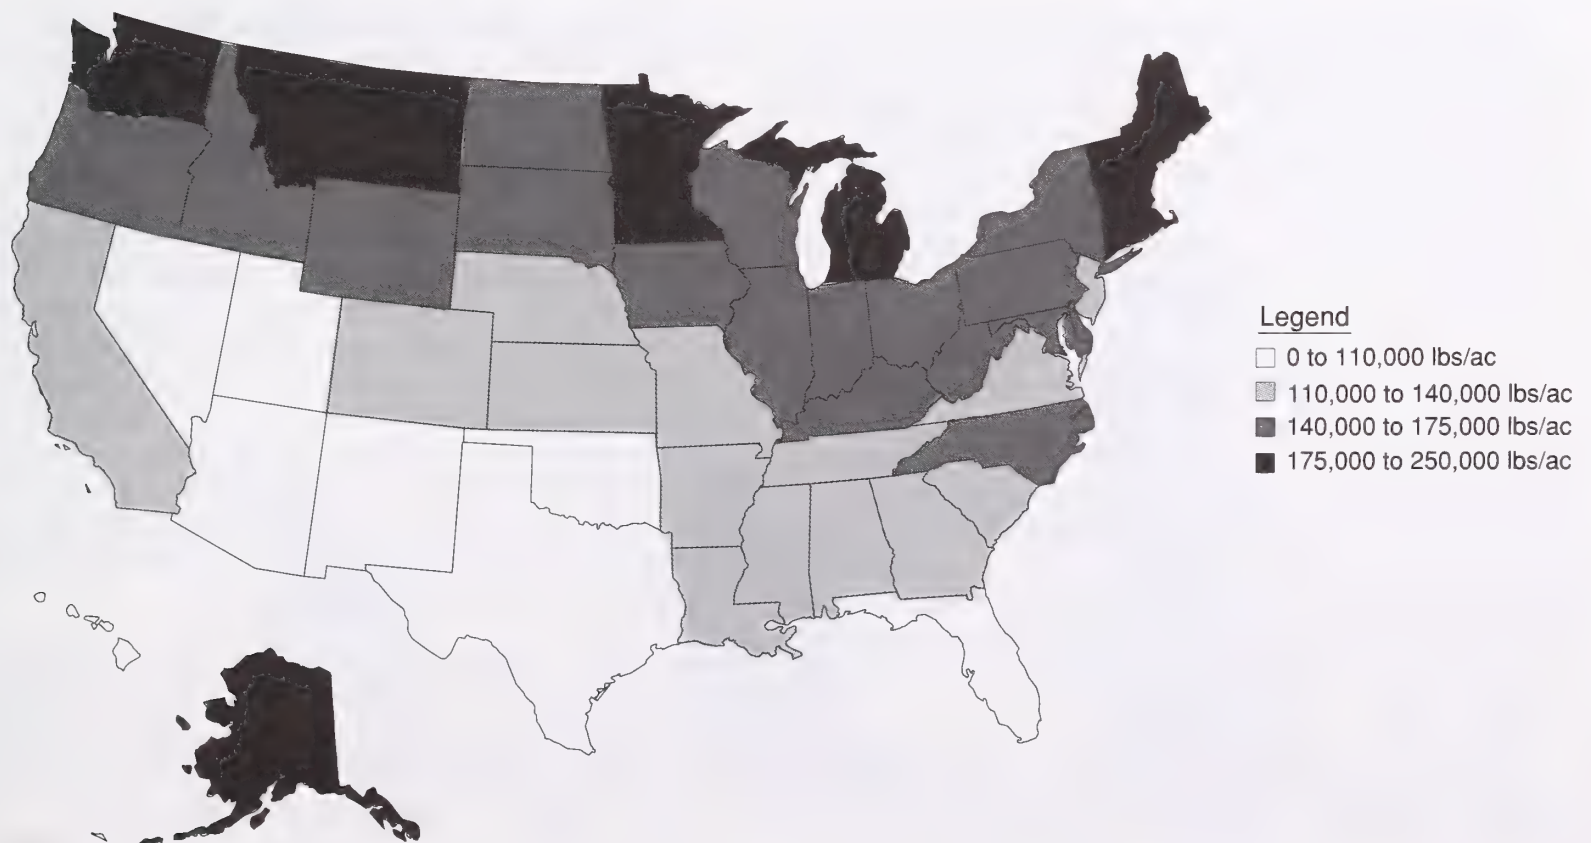 Legend
0 to 110,000 lbs/ac
110,000 to 140,000 lbs/ac
140,000 to 175,000 lbs/ac
175,000 to 250,000 lbs/ac